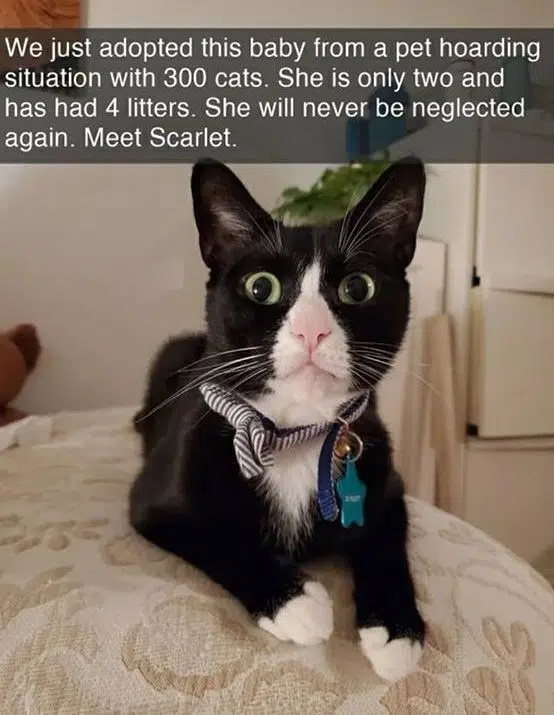 We just adopted this baby from a pet hoarding
situation with 300 cats. She is only two and
has had 4 litters. She will never be neglected
again. Meet Scarlet.